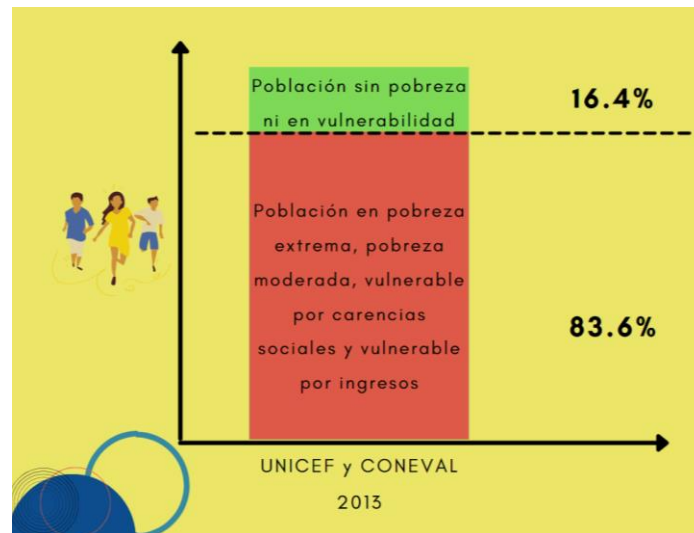 Población sin pobreza
ni en vulnerabilidad
16.4%
Población en pobreza
extrema, pobreza
moderada, vulnerable
por carencias
sociales y vulnerable
por ingresos
83.6%
UNICEF y CONEVAL
2013